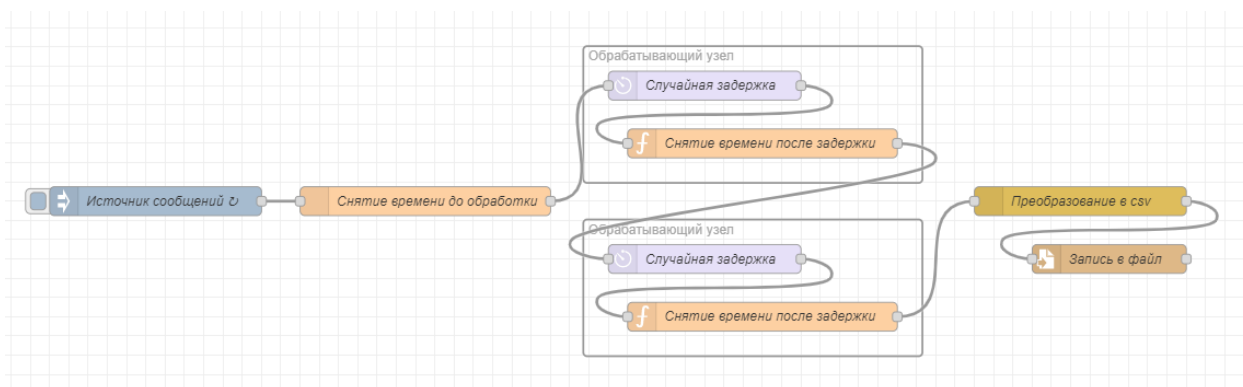 Обрабатывающий узел
Случайная задержка
Снятие времени после задержки
Источник сообщений ↻
Снятие времени до обработки
Преобразование в csv
Обрабатывающий узел
Случайная задержка
Запись в файл
Снятие времени после задержки